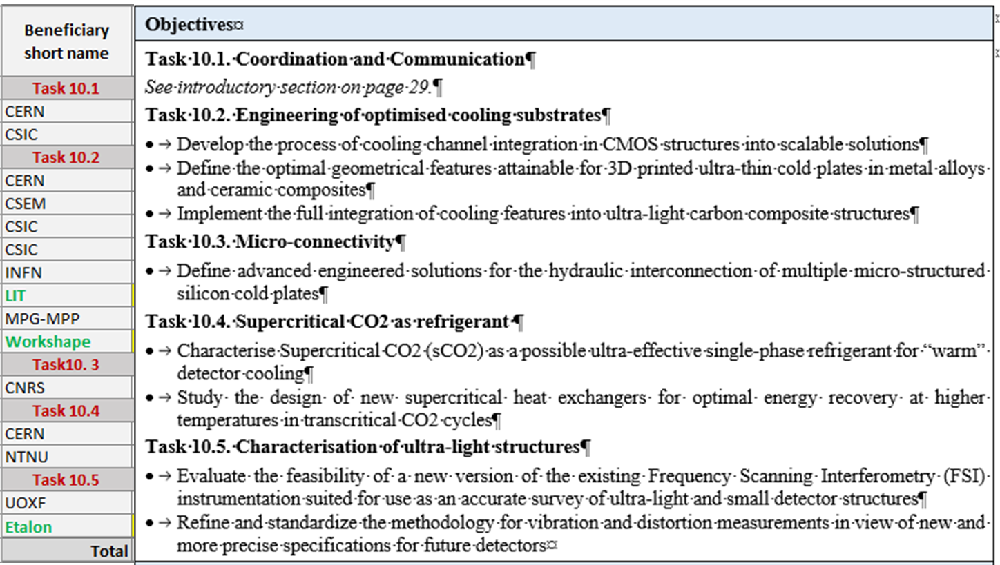 Beneficiary
short name
Task 10.1
CERN
CSIC
Task 10.2
CERN
CSEM
CSIC
CSIC
INFN
LIT
MPG-MPP
Workshape
Task10. 3
CNRS
Task 10.4
CERN
NTNU
Task 10.5
UOXF
Etalon
Total
Objectives¤
Task·10.1.·Coordination·and·Communication¶
See·introductory·section·on·page·29.¶
Task·10.2.·Engineering·of·optimised·cooling·substrates¶
•→Develop·the·process·of·cooling·channel·integration·in·CMOS·structures·into·scalable·solutions¶
•→Define·the·optimal·geometrical·features·attainable·for·3D·printed·ultra-thin·cold·plates·in·metal·alloys·
and·ceramic·composites¶
•→Implement·the·full·integration·of·cooling·features·into·ultra-light·carbon·composite·structures¶
Task·10.3.·Micro-connectivity¶
•→Define·advanced·engineered·solutions·for·the·hydraulic·interconnection·of·multiple·micro-structured·
silicon·cold·plates¶
Task·10.4.·Supercritical·CO2·as·refrigerant·¶
•→Characterise·Supercritical·CO2·(sCO2)·as·a·possible·ultra-effective·single-phase·refrigerant·for·“warm”·
detector·cooling¶
•→Study·the·design·of·new·supercritical·heat·exchangers·for·optimal·energy·recovery·at·higher·
temperatures·in·transcritical·CO2·cycles¶
Task·10.5.·Characterisation·of·ultra-light·structures¶
•→Evaluate·the·feasibility·of·a·new·version·of·the·existing·Frequency·Scanning·Interferometry·(FSI)·
instrumentation·suited·for·use·as·an·accurate·survey·of·ultra-light·and·small·detector·structures¶
•→Refine·and·standardize·the·methodology·for·vibration·and·distortion·measurements·in·view·of·new·and·
more·precise·specifications·for·future·detectors¤
¤
¤